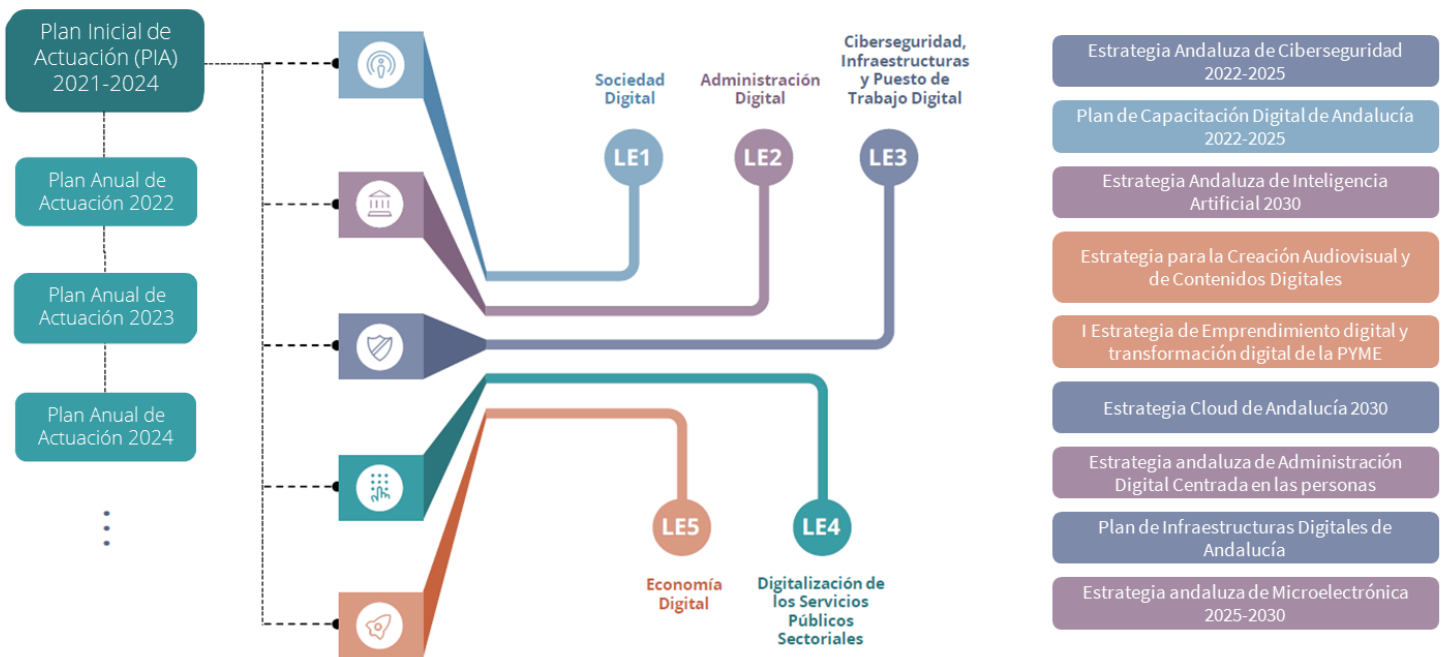 Plan Inicial de
Actuación (PIA)
2021-2024
Plan Anual de
Actuación 2022
Plan Anual de
Actuación 2023
Plan Anual de
Actuación 2024
Sociedad
Digital
LE1
Administración
Digital
LE2
Ciberseguridad,
Infraestructuras
y Puesto de
Trabajo Digital
LE3
LE5
Economía
Digital
LE4
Digitalización de
los Servicios
Públicos
Sectoriales
Estrategia Andaluza de Ciberseguridad
2022-2025
Plan de Capacitación Digital de Andalucía
2022-2025
Estrategia Andaluza de Inteligencia
Artificial 2030
Estrategia para la Creación Audiovisual y
de Contenidos Digitales
I Estrategia de Emprendimiento digital y
transformación digital de la PYME
Estrategia Cloud de Andalucía 2030
Estrategia andaluza de Administración
Digital Centrada en las personas
Plan de Infraestructuras Digitales de
Andalucía
Estrategia andaluza de Microelectrónica
2025-2030